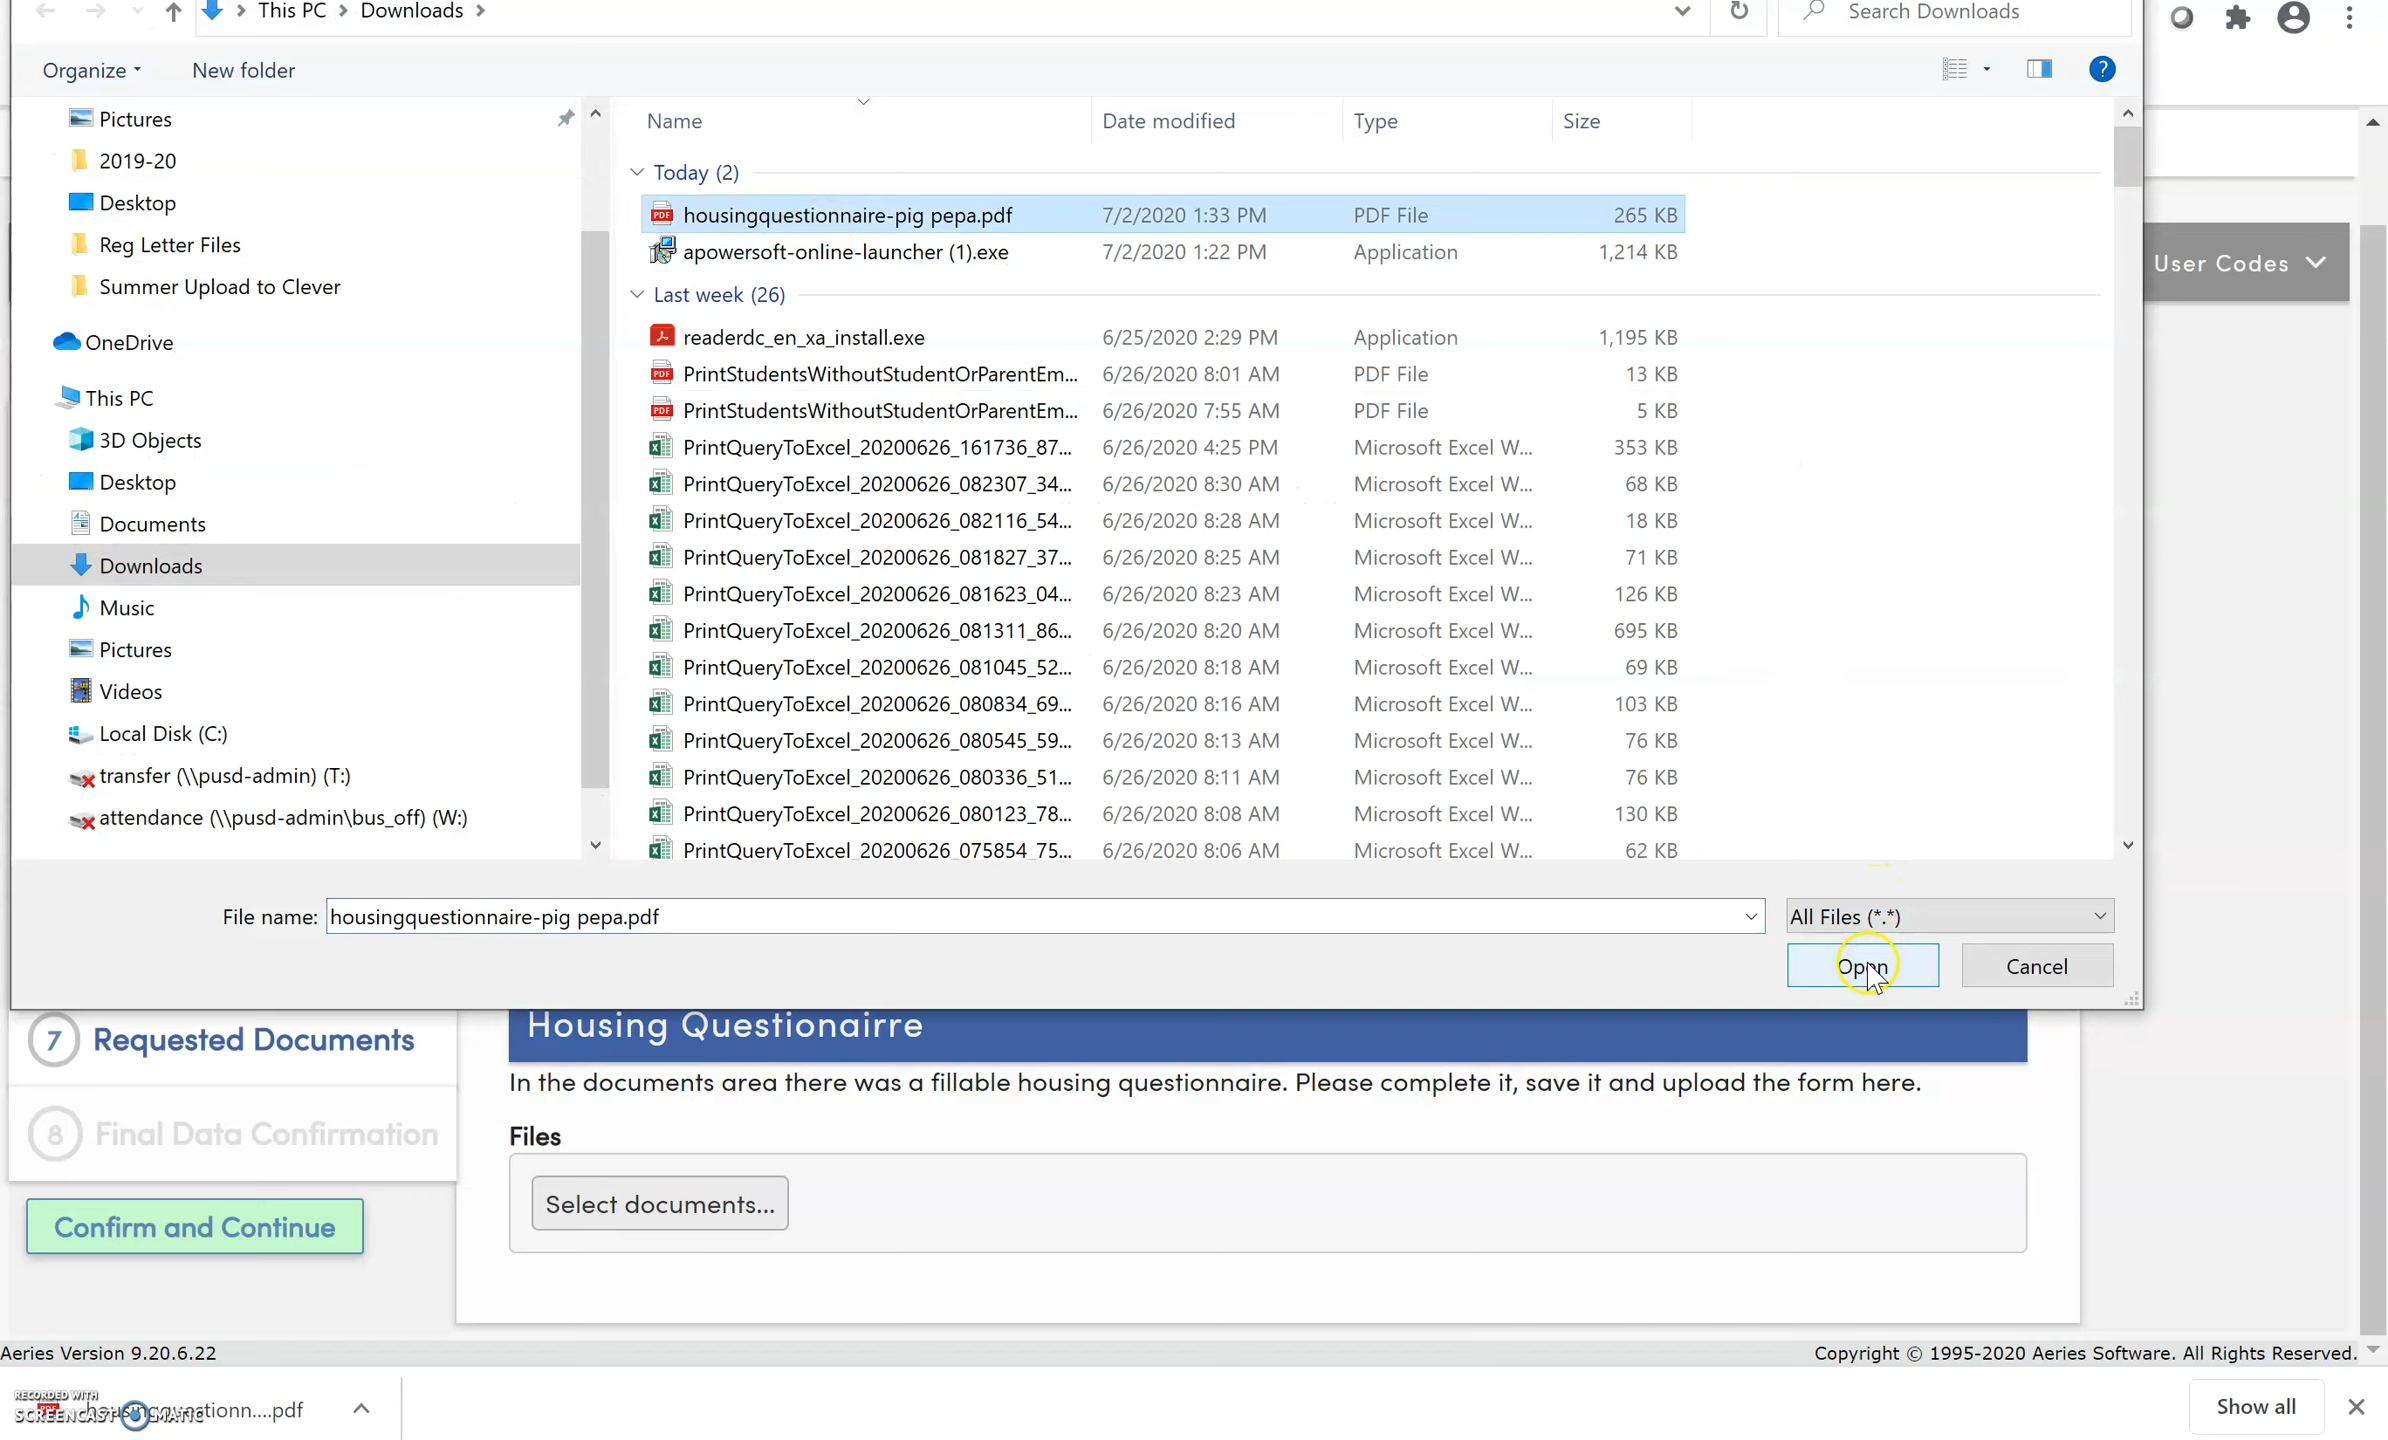 This PC > Downloads >
Search Downloads
Organize
New folder
?
Pictures
2019-20
Desktop
Reg Letter Files
Summer Upload to Clever
OneDrive
This PC
3D Objects
Desktop
Documents
Downloads
Music
Pictures
Videos
Local Disk (C:)
transfer (\\pusd-admin) (T:)
attendance (\\pusd-admin\bus_off) (W:)
Name Date modified Type Size
Today (2)
housingquestionnaire-pig pepa.pdf 7/2/2020 1:33 PM PDF File 265 KB
apowersoft-online-launcher (1).exe 7/2/2020 1:22 PM Application 1,214 KB
Last week (26)
readerdc_en_xa_install.exe 6/25/2020 2:29 PM Application 1,195 KB
PrintStudentsWithoutStudentOrParentEm... 6/26/2020 8:01 AM PDF File 13 KB
PrintStudentsWithoutStudentOrParentEm... 6/26/2020 7:55 AM PDF File 5 KB
PrintQueryToExcel_20200626_161736_87... 6/26/2020 4:25 PM Microsoft Excel W... 353 KB
PrintQueryToExcel_20200626_082307_34... 6/26/2020 8:30 AM Microsoft Excel W... 68 KB
PrintQueryToExcel_20200626_082116_54... 6/26/2020 8:28 AM Microsoft Excel W... 18 KB
PrintQueryToExcel_20200626_081827_37... 6/26/2020 8:25 AM Microsoft Excel W... 71 KB
PrintQueryToExcel_20200626_081623_04... 6/26/2020 8:23 AM Microsoft Excel W... 126 KB
PrintQueryToExcel_20200626_081311_86... 6/26/2020 8:20 AM Microsoft Excel W... 695 KB
PrintQueryToExcel_20200626_081045_52... 6/26/2020 8:18 AM Microsoft Excel W... 69 KB
PrintQueryToExcel_20200626_080834_69... 6/26/2020 8:16 AM Microsoft Excel W... 103 KB
PrintQueryToExcel_20200626_080545_59... 6/26/2020 8:13 AM Microsoft Excel W... 76 KB
PrintQueryToExcel_20200626_080336_51... 6/26/2020 8:11 AM Microsoft Excel W... 76 KB
PrintQueryToExcel_20200626_080123_78... 6/26/2020 8:08 AM Microsoft Excel W... 130 KB
PrintQueryToExcel_20200626_075854_75... 6/26/2020 8:06 AM Microsoft Excel W... 62 KB
User Codes
File name: housingquestionnaire-pig pepa.pdf
All Files (*.*)
Open
Cancel
7 Requested Documents
8 Final Data Confirmation
Confirm and Continue
Housing Questionairre
In the documents area there was a fillable housing questionnaire. Please complete it, save it and upload the form here.
Files
Select documents...
Aeries Version 9.20.6.22
Copyright © 1995-2020 Aeries Software. All Rights Reserved.
RECORDED WITH
SCREENCAST-O-MATIC
housingquestionn....pdf
Show all